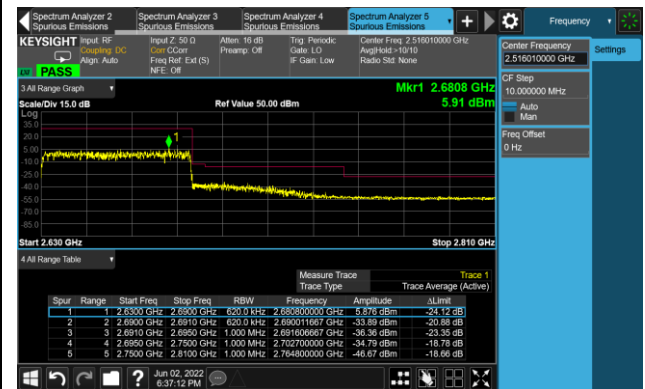 Spectrum Analyzer 2
Spurious Emissions
Spectrum Analyzer 3
Spurious Emissions
Spectrum Analyzer 4
Spurious Emissions
Spectrum Analyzer 5
Spurious Emissions
Frequency
KEYSIGHT
Input: RF
Coupling: DC
Align: Auto
Input Z: 50 Ω
Corr CCorr
Freq Ref: Ext (S)
NFE: Off
Atten: 16 dB
Preamp: Off
Trig: Periodic
Gate: LO
IF Gain: Low
Center Freq: 2.516010000 GHz
Avg|Hold:>10/10
Radio Std: None
PASS
Center Frequency
2.516010000 GHz
Settings
CF Step
10.000000 MHz
Auto
Man
Freq Offset
0 Hz
3 All Range Graph
Mkr1 2.6808 GHz
Scale/Div 15.0 dB
Ref Value 50.00 dBm
5.91 dBm
Log
35.0
20.0
5.00
-10.0
-25.0
-40.0
-55.0
-70.0
-85.0
1
Start 2.630 GHz
Stop 2.810 GHz
4 All Range Table
Measure Trace Trace 1
Trace Type Trace Average (Active)
Spur Range Start Freq Stop Freq RBW Frequency Amplitude ΔLimit
1 1 2.6300 GHz 2.6900 GHz 620.0 kHz 2.680800000 GHz 5.876 dBm -24.12 dB
2 2 2.6900 GHz 2.6910 GHz 620.0 kHz 2.690011667 GHz -33.89 dBm -20.88 dB
3 3 2.6910 GHz 2.6950 GHz 1.000 MHz 2.691606667 GHz -36.36 dBm -23.35 dB
4 4 2.6950 GHz 2.7500 GHz 1.000 MHz 2.702700000 GHz -34.79 dBm -18.78 dB
5 5 2.7500 GHz 2.8100 GHz 1.000 MHz 2.764800000 GHz -46.67 dBm -18.66 dB
Jun 02, 2022
6:37:12 PM